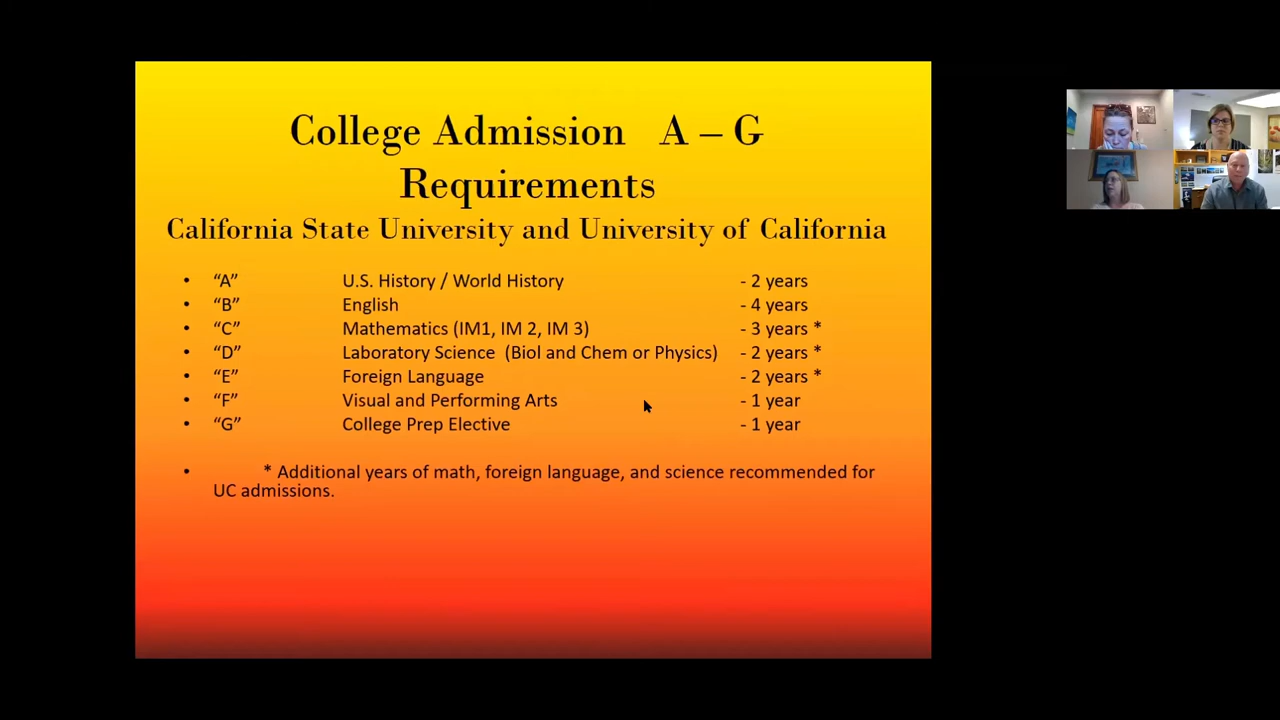 College Admission A – G
Requirements
California State University and University of California
• “A” U.S. History / World History - 2 years
• “B” English - 4 years
• “C” Mathematics (IM1, IM 2, IM 3) - 3 years *
• “D” Laboratory Science (Biol and Chem or Physics) - 2 years *
• “E” Foreign Language - 2 years *
• “F” Visual and Performing Arts - 1 year
• “G” College Prep Elective - 1 year
• * Additional years of math, foreign language, and science recommended for
UC admissions.